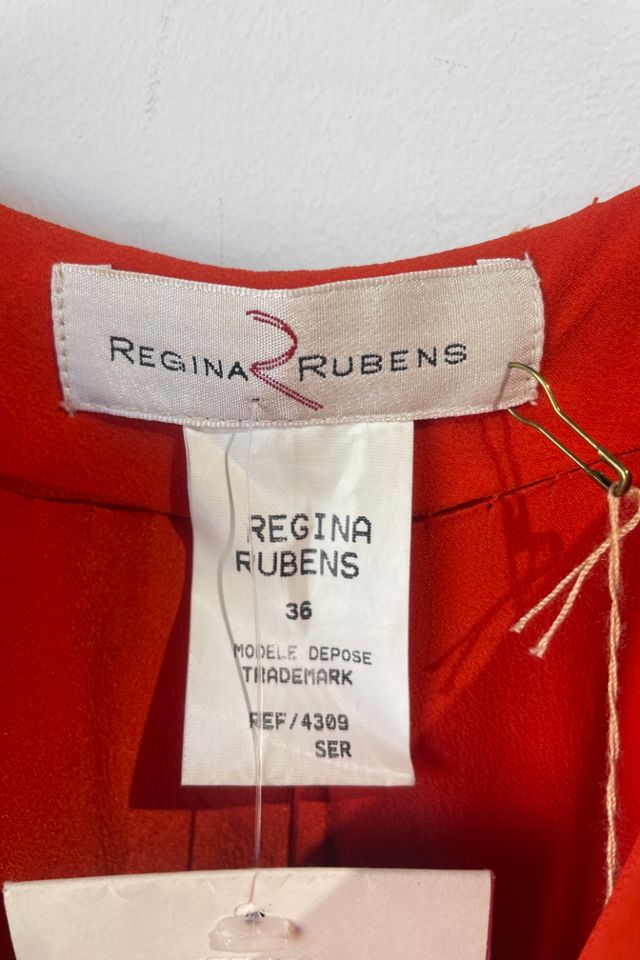 REGINA R RUBENS
REGINA
RUBENS
36
MODELE DEPOSE
TRADEMARK
REF/4309
SER